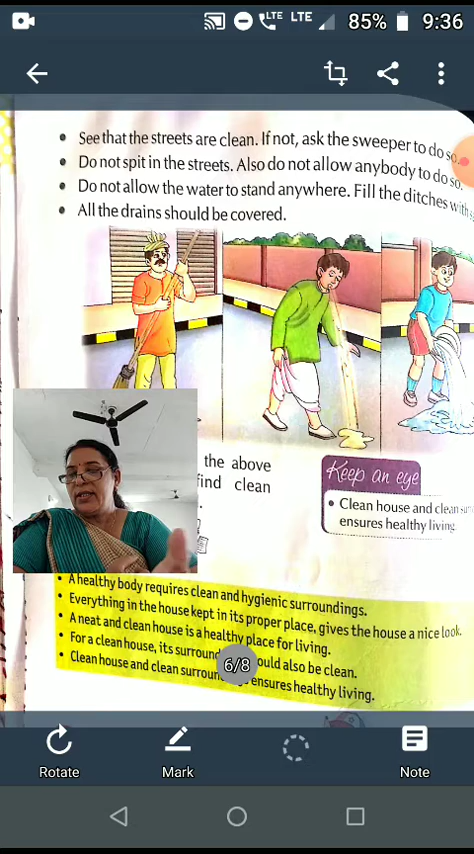 LTE LTE 85% 9:36
• See that the streets are clean. If not, ask the sweeper to do so.
• Do not spit in the streets. Also do not allow anybody to do so.
• Do not allow the water to stand anywhere. Fill the ditches with
• All the drains should be covered.
the above
find clean
.
Keep an eye
• Clean house and clean
ensures healthy living
• A healthy body requires clean and hygienic surroundings.
• Everything in the house kept in its proper place, gives the house a nice look.
• A neat and clean house is a healthy place for living.
• For a clean house, its surround ould also be clean.
• Clean house and clean surroun ensures healthy living.
6/8
Rotate Mark Note